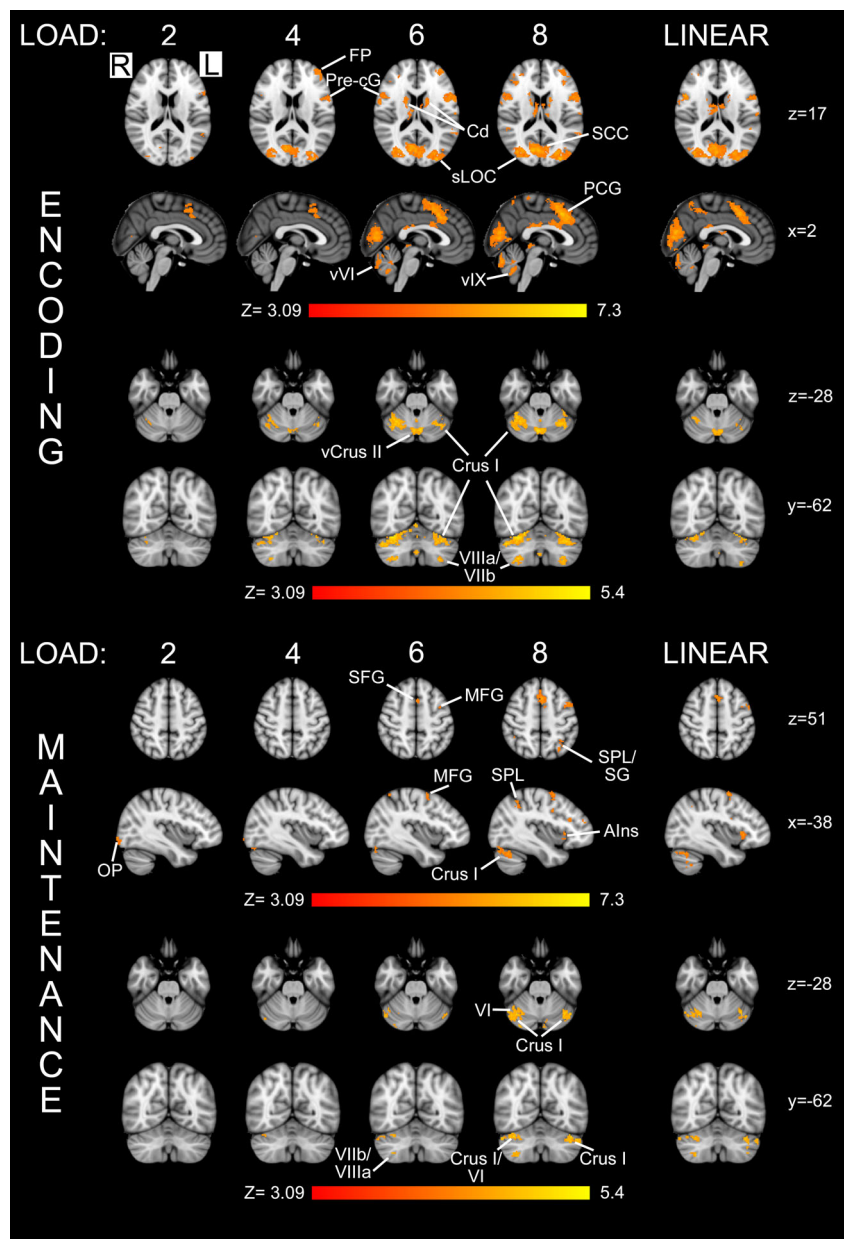 LOAD: 2 4 6 8 LINEAR
R L
FP
Pre-cG
Cd
SCC
sLOC
z=17
PCG
x=2
vVI
vIX
Z= 3.09 7.3
ENCODING
z=-28
vCrus II
Crus I
y=-62
VIIIa/
VIIb
Z= 3.09 5.4
LOAD: 2 4 6 8 LINEAR
SFG
MFG
z=51
SPL/
SG
MFG
SPL
x=-38
AIns
OP
Crus I
Z= 3.09 7.3
MAINTENANCE
z=-28
VI
Crus I
y=-62
VIIb/
VIIIa
Crus I/
VI
Crus I
Z= 3.09 5.4